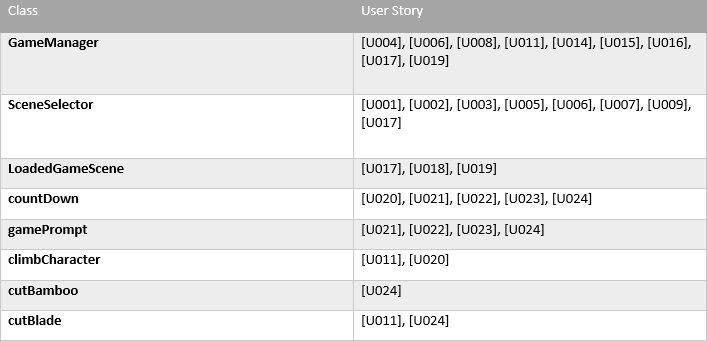 Class User Story
GameManager [U004], [U006], [U008], [U011], [U014], [U015], [U016],
[U017], [U019]
SceneSelector [U001], [U002], [U003], [U005], [U006], [U007], [U009],
[U017]
LoadedGameScene [U017], [U018], [U019]
countDown [U020], [U021], [U022], [U023], [U024]
gamePrompt [U021], [U022], [U023], [U024]
climbCharacter [U011], [U020]
cutBamboo [U024]
cutBlade [U011], [U024]